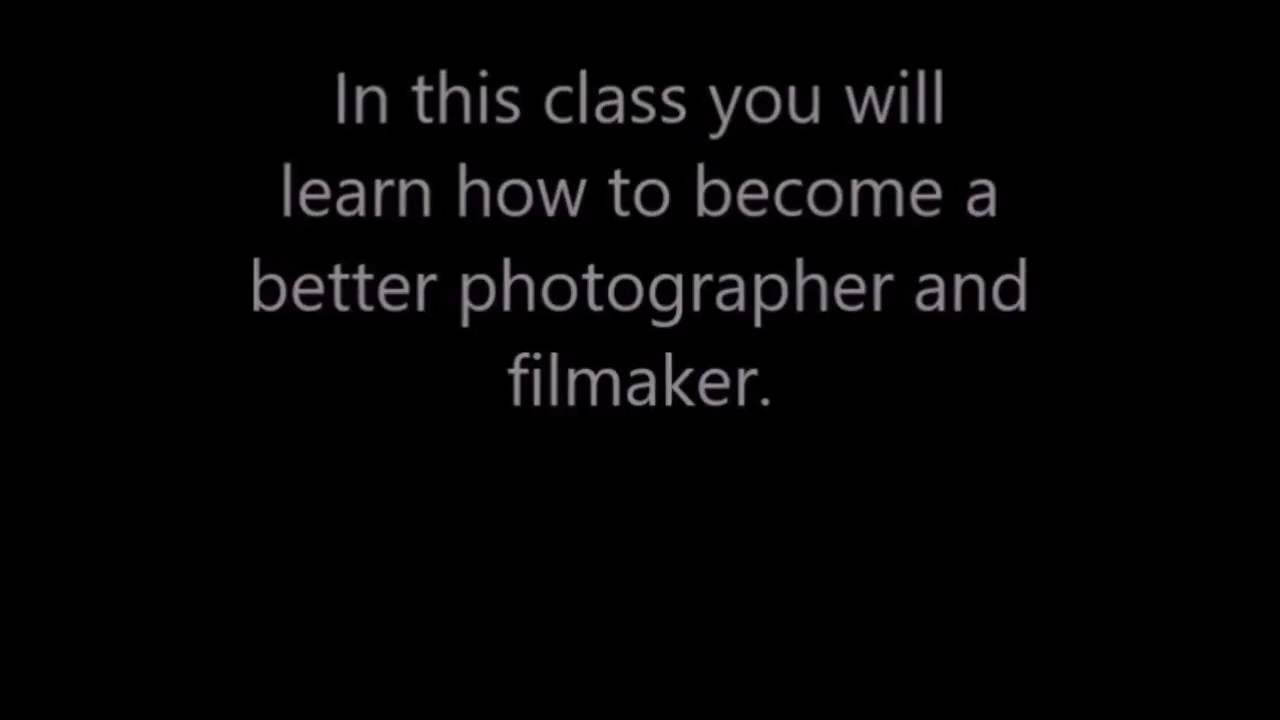 In this class you will
learn how to become a
better photographer and
filmaker.